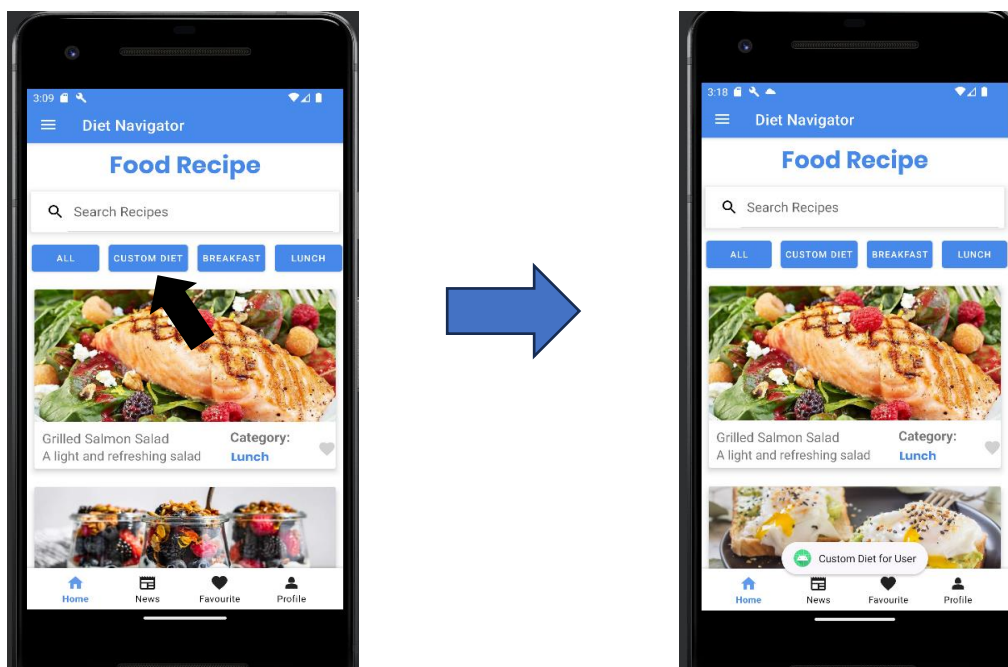 3:09
Diet Navigator
Food Recipe
Search Recipes
ALL CUSTOM DIET BREAKFAST LUNCH
Grilled Salmon Salad
A light and refreshing salad
Category:
Lunch
Home News Favourite Profile
3:18
Diet Navigator
Food Recipe
Search Recipes
ALL CUSTOM DIET BREAKFAST LUNCH
Grilled Salmon Salad
A light and refreshing salad
Category:
Lunch
Custom Diet for User
Home News Favourite Profile